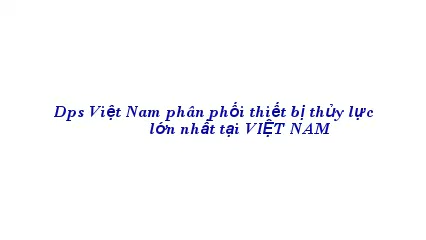 Dps Việt Nam phân phối thiết bị thủy lực
lớn nhất tại VIỆT NAM